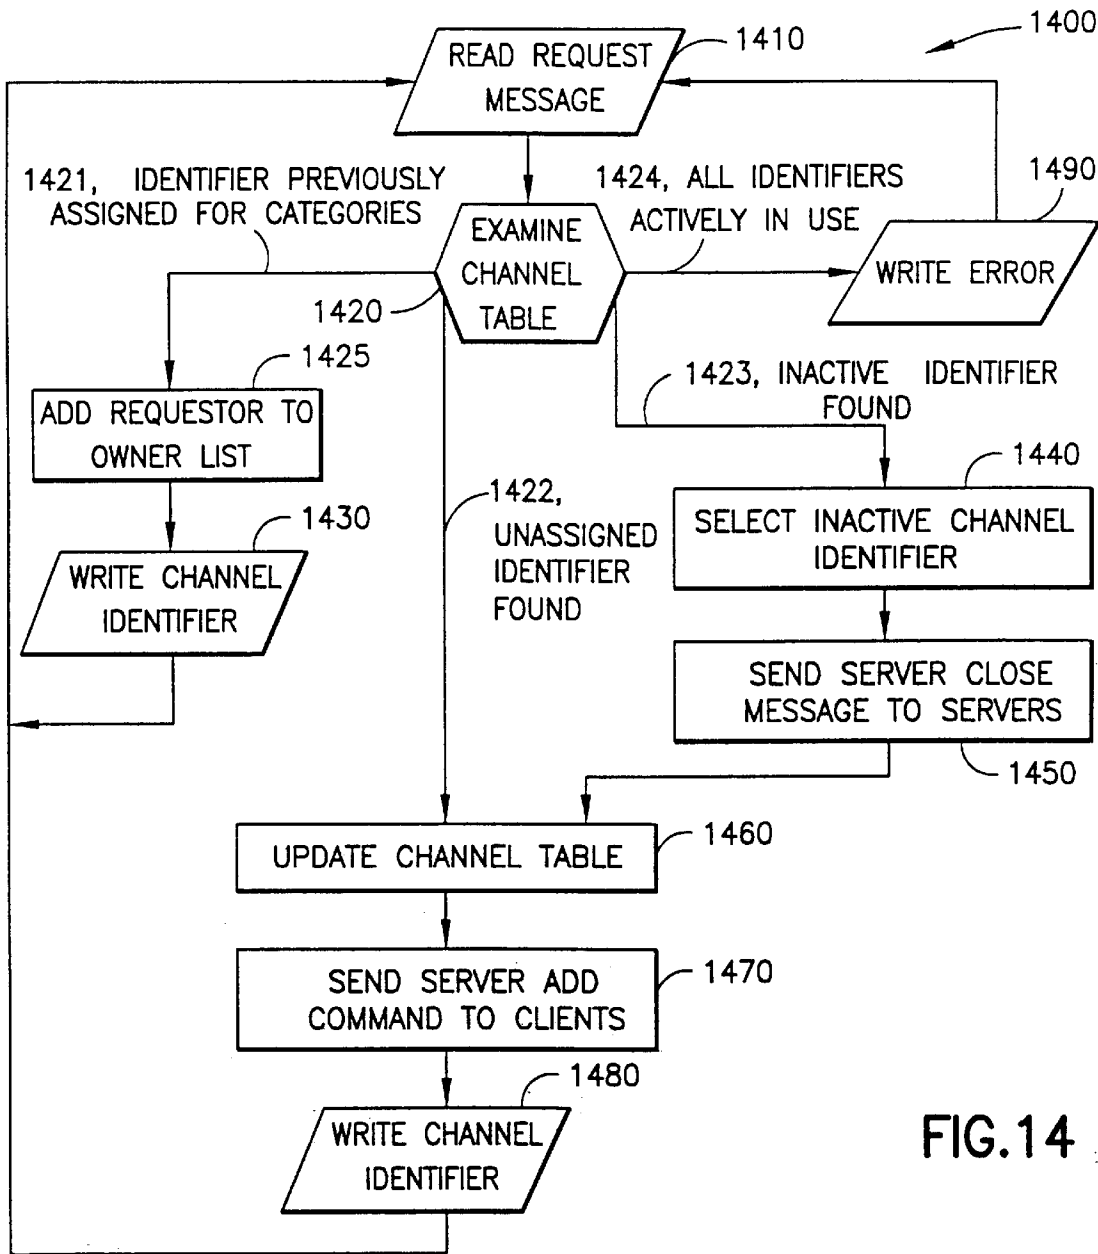 1400
READ REQUEST
MESSAGE
1410
1421, IDENTIFIER PREVIOUSLY
ASSIGNED FOR CATEGORIES
1424, ALL IDENTIFIERS
ACTIVELY IN USE
1490
EXAMINE
CHANNEL
TABLE
1420
WRITE ERROR
1425
ADD REQUESTOR TO
OWNER LIST
1423, INACTIVE IDENTIFIER
FOUND
1430
WRITE CHANNEL
IDENTIFIER
1422,
UNASSIGNED
IDENTIFIER
FOUND
1440
SELECT INACTIVE CHANNEL
IDENTIFIER
SEND SERVER CLOSE
MESSAGE TO SERVERS
1450
UPDATE CHANNEL TABLE
1460
SEND SERVER ADD
COMMAND TO CLIENTS
1470
1480
WRITE CHANNEL
IDENTIFIER
FIG.14